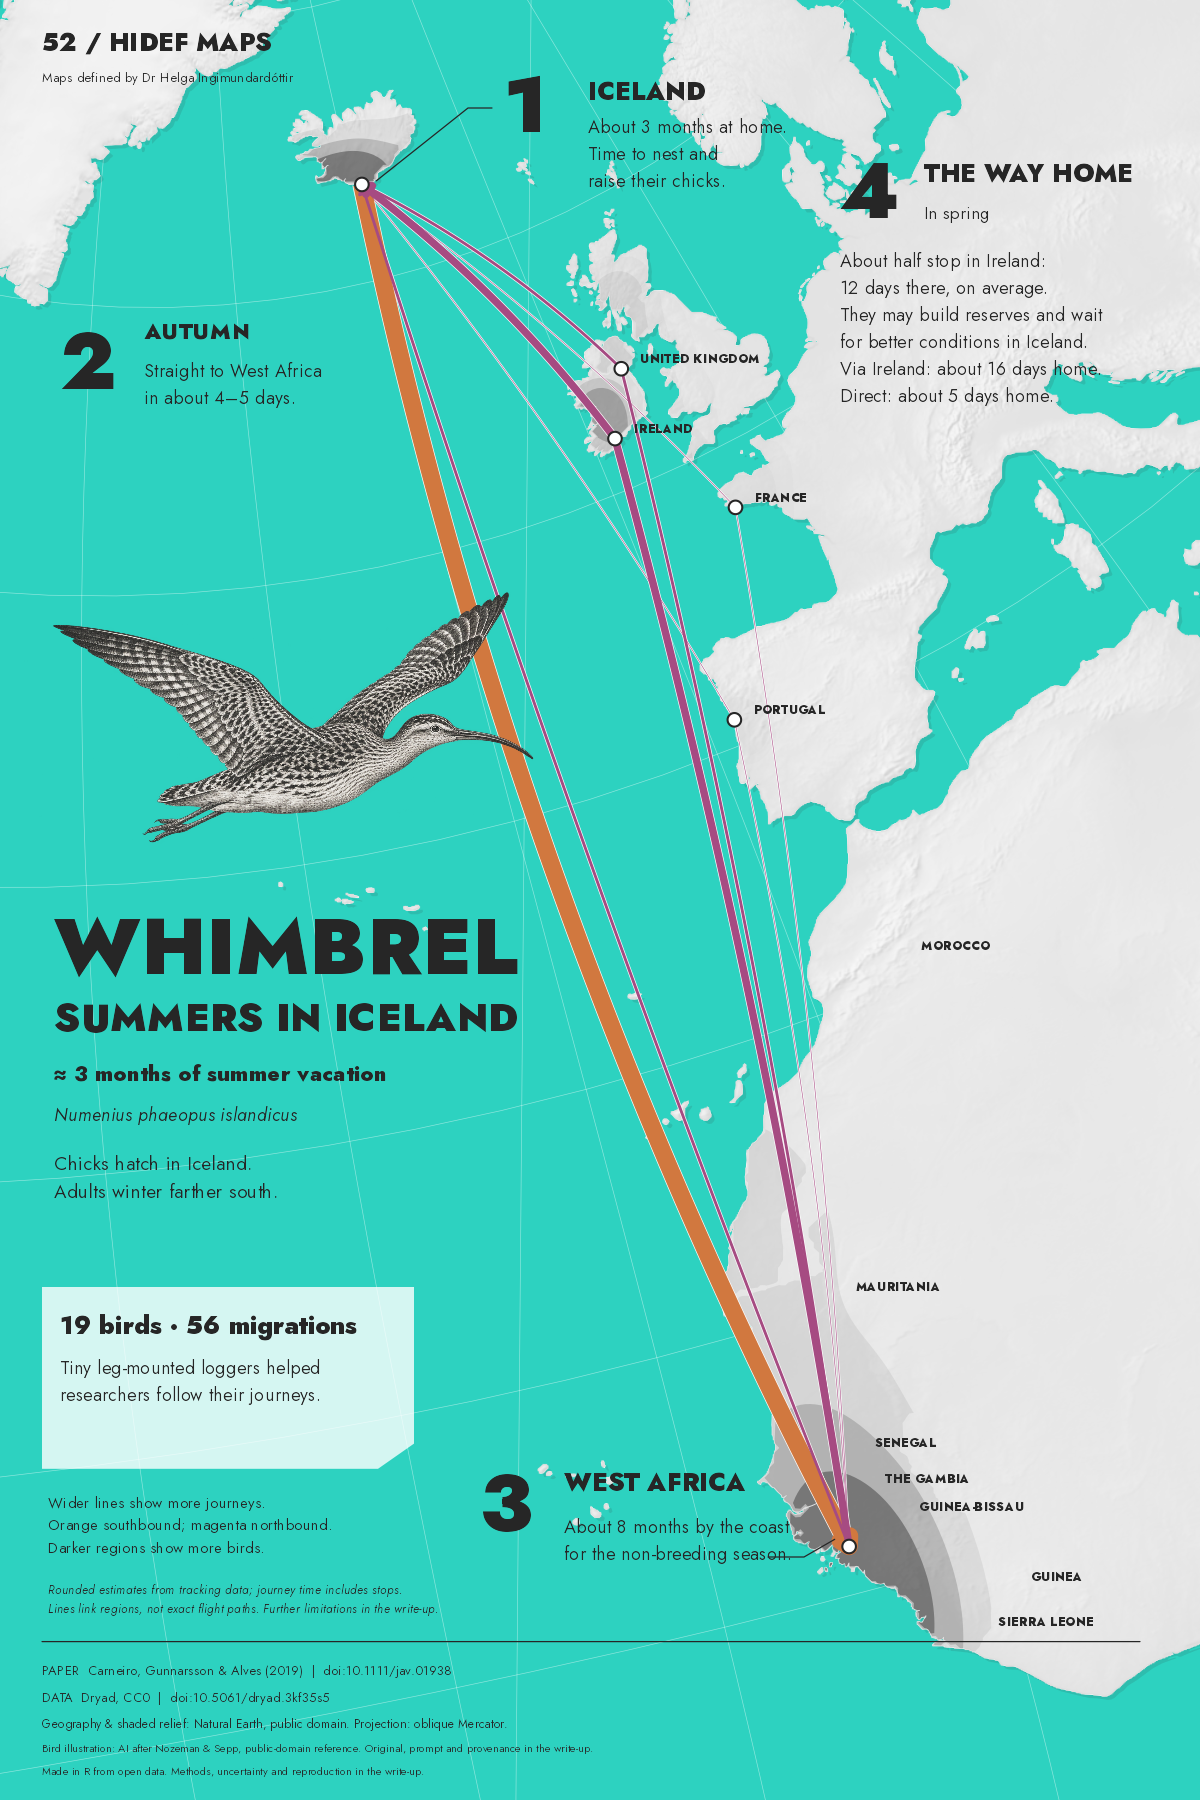 52 / HIDEF MAPS
Maps defined by Dr Helga Ingimundardóttir
1
ICELAND
About 3 months at home.
Time to nest and
raise their chicks.
4
THE WAY HOME
In spring
About half stop in Ireland:
12 days there, on average.
They may build reserves and wait
for better conditions in Iceland.
Via Ireland: about 16 days home.
Direct: about 5 days home.
2
AUTUMN
Straight to West Africa
in about 4–5 days.
UNITED KINGDOM
IRELAND
FRANCE
PORTUGAL
WHIMBREL
SUMMERS IN ICELAND
≈ 3 months of summer vacation
Numenius phaeopus islandicus
Chicks hatch in Iceland.
Adults winter farther south.
MOROCCO
MAURITANIA
19 birds · 56 migrations
Tiny leg-mounted loggers helped
researchers follow their journeys.
SENEGAL
THE GAMBIA
GUINEA-BISSAU
GUINEA
SIERRA LEONE
3
WEST AFRICA
About 8 months by the coast
for the non-breeding season.
Wider lines show more journeys.
Orange southbound; magenta northbound.
Darker regions show more birds.
Rounded estimates from tracking data; journey time includes stops.
Lines link regions, not exact flight paths. Further limitations in the write-up.
PAPER Carneiro, Gunnarsson & Alves (2019) | doi:10.1111/jav.01938
DATA Dryad, CC0 | doi:10.5061/dryad.3kf35s5
Geography & shaded relief: Natural Earth, public domain. Projection: oblique Mercator.
Bird illustration: AI after Nozeman & Sepp, public-domain reference. Original, prompt and provenance in the write-up.
Made in R from open data. Methods, uncertainty and reproduction in the write-up.